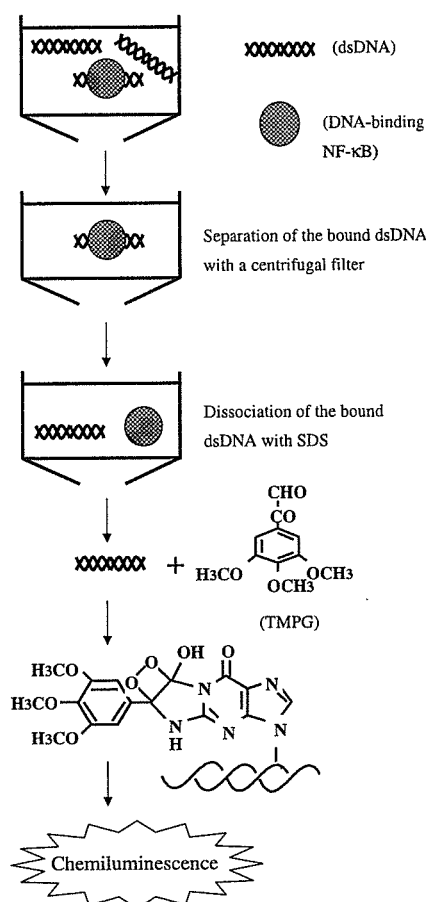 (dsDNA)
(DNA-binding
NF-κB)
Separation of the bound dsDNA
with a centrifugal filter
Dissociation of the bound
dsDNA with SDS
CHO
CO
+
H3CO
OCH3
OCH3
(TMPG)
OH
O
O
O
H3CO
H3CO
H3CO
N
N
N
H
N
N
Chemiluminescence